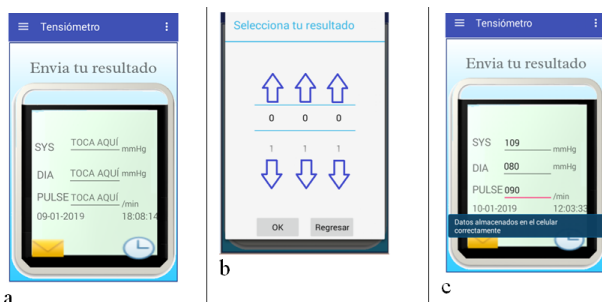 Tensiómetro
Envia tu resultado
SYS TOCA AQUÍ mmHg
DIA TOCA AQUÍ mmHg
PULSE TOCA AQUÍ /min
09-01-2019 18:08:14
a
Selecciona tu resultado
0 0 0
1 1 1
OK Regresar
b
Tensiómetro
Envia tu resultado
SYS 109 mmHg
DIA 080 mmHg
PULSE 090 /min
10-01-2019 12:03:33
Datos almacenados en el celular
correctamente
c